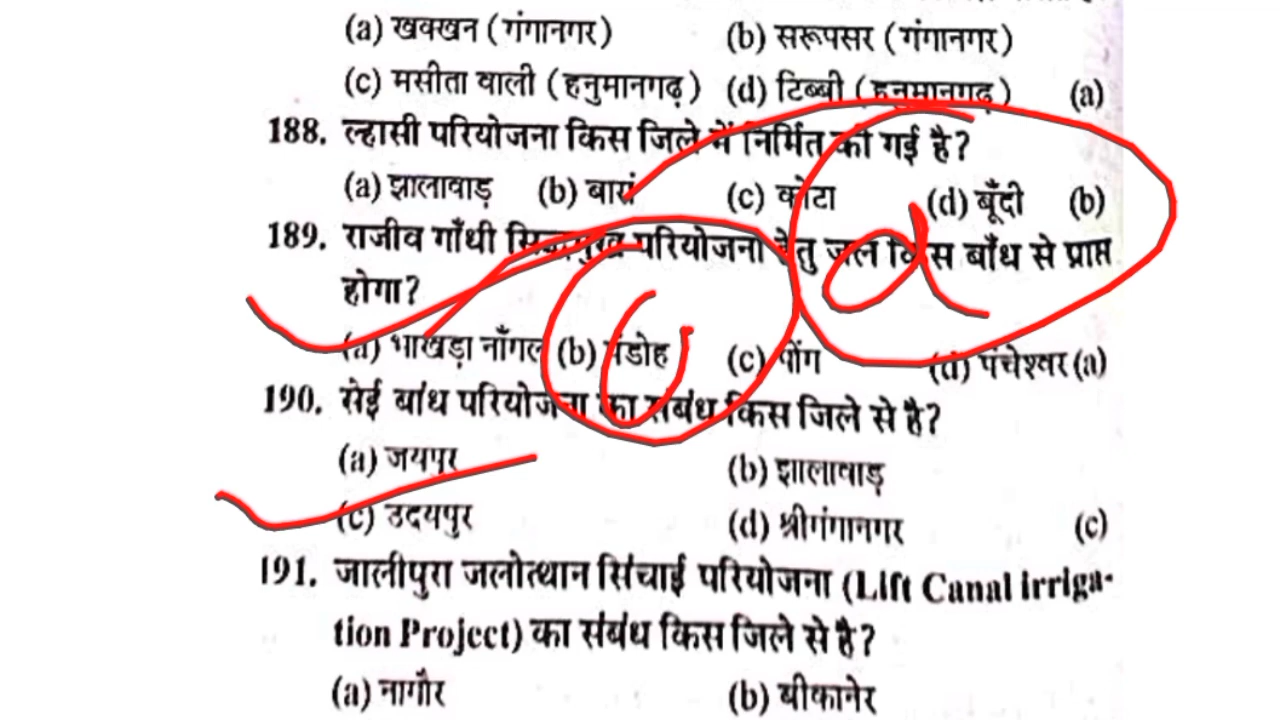 (a) खक्खन (गंगानगर) (b) सरूपसर (गंगानगर)
(c) मसीता वाली (हनुमानगढ़) (d) टिब्बी (हनुमानगढ़) (a)
188. ल्हासी परियोजना किस जिले में निर्मित की गई है?
(a) झालावाड़ (b) बारां (c) कोटा (d) बूँदी (b)
189. राजीव गाँधी सिद्धमुख परियोजना हेतु जल किस बाँध से प्राप्त
होगा?
(a) भाखड़ा नाँगल (b) पंडोह (c) पोंग (d) पंचेश्वर (a)
190. सेई बांध परियोजना का संबंध किस जिले से है?
(a) जयपुर (b) झालावाड़
(c) उदयपुर (d) श्रीगंगानगर (c)
191. जालीपुरा जलोत्थान सिंचाई परियोजना (Lift Canal irriga-
tion Project) का संबंध किस जिले से है?
(a) नागौर (b) बीकानेर